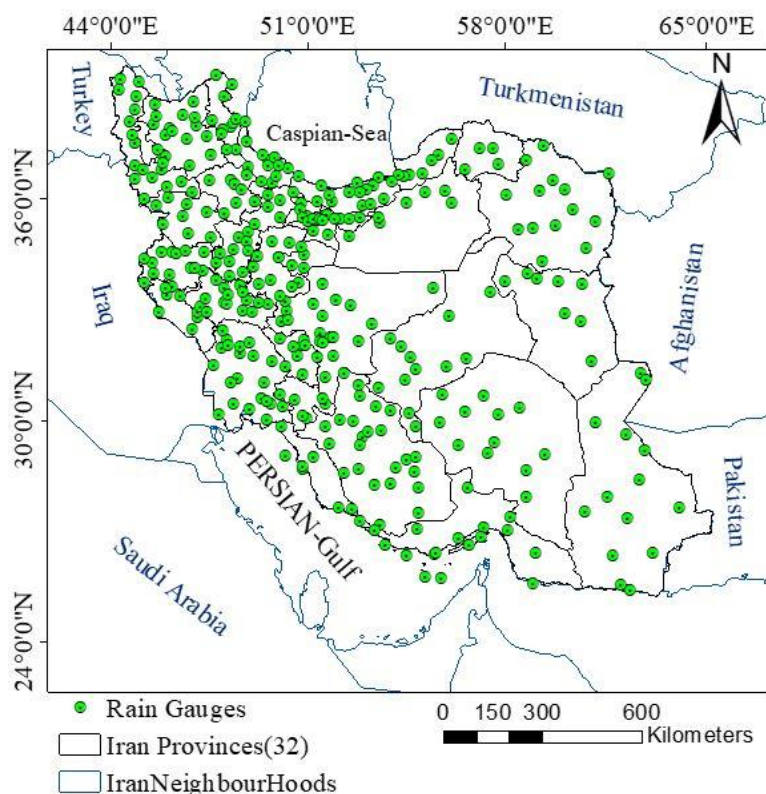 44°0'0"E 51°0'0"E 58°0'0"E 65°0'0"E
N
Turkey
Caspian-Sea
Turkmenistan
36°0'0"N
Iraq
Afghanistan
30°0'0"N
PERSIAN-Gulf
Pakistan
Saudi Arabia
24°0'0"N
Rain Gauges
Iran Provinces(32)
IranNeighbourHoods
0 150 300 600
Kilometers